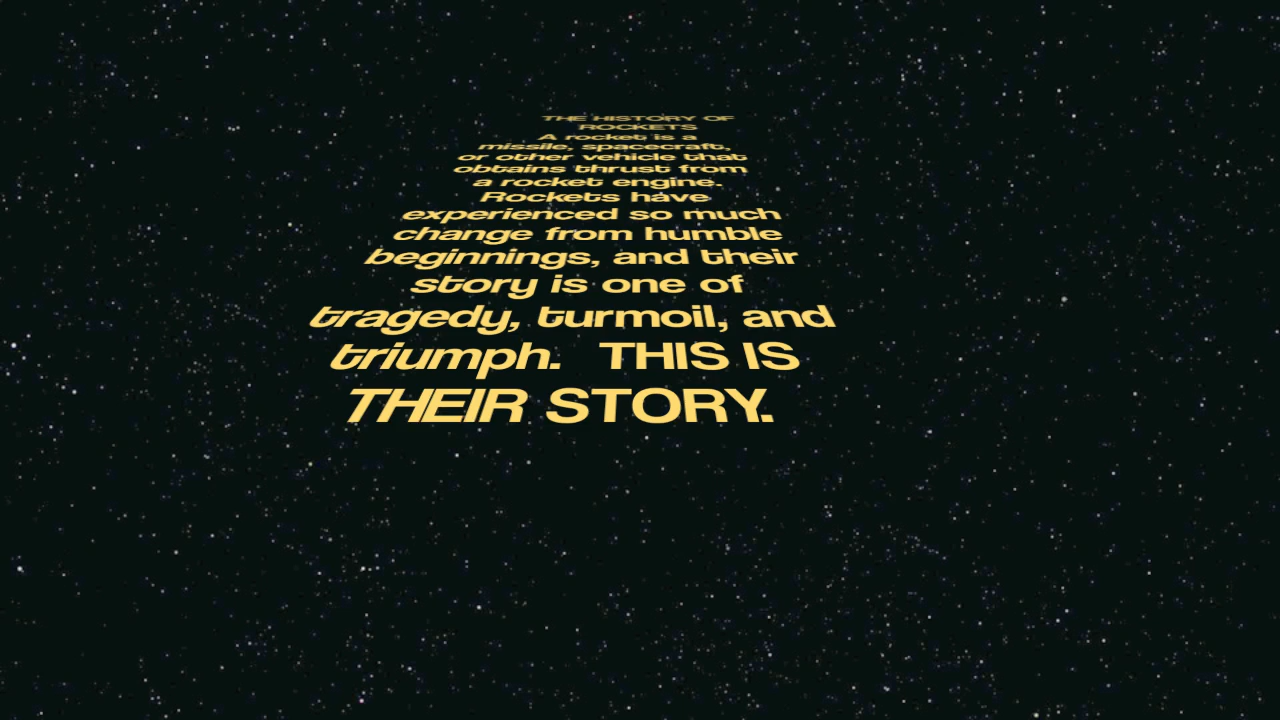 THE HISTORY OF
ROCKETS
A rocket is a
missile, spacecraft,
or other vehicle that
obtains thrust from
a rocket engine.
Rockets have
experienced so much
change from humble
beginnings, and their
story is one of
tragedy, turmoil, and
triumph. THIS IS
THEIR STORY.